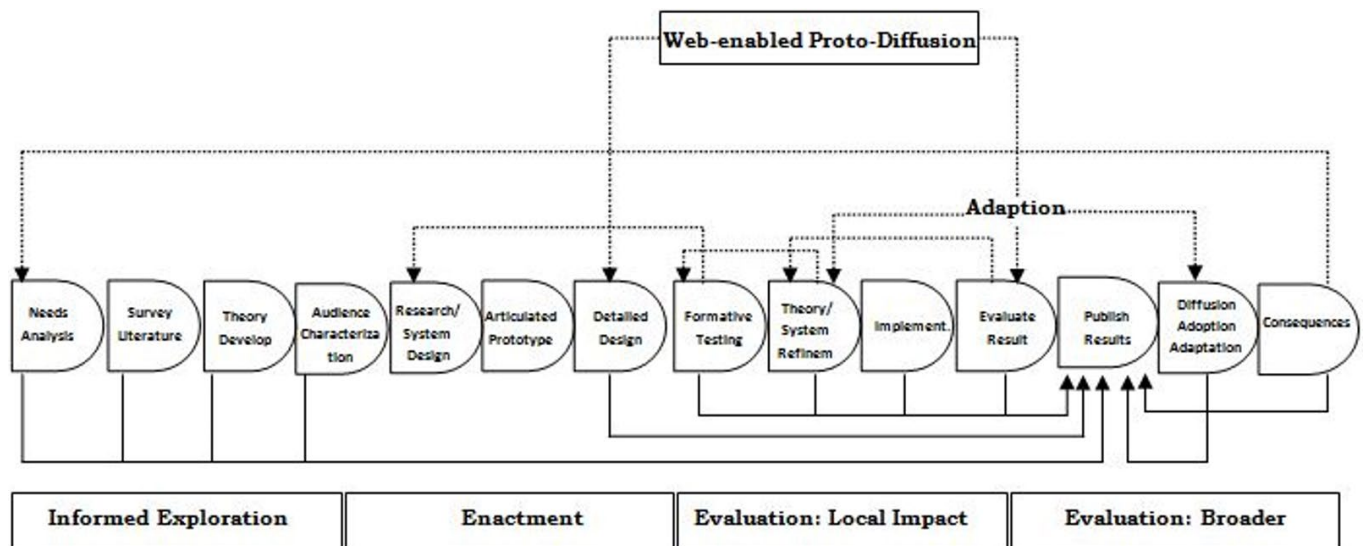 Web-enabled Proto-Diffusion
Adaption
Needs
Analysis
Survey
Literature
Theory
Develop
Audience
Characteriza
tion
Research/
System
Design
Articulated
Prototype
Detailed
Design
Formative
Testing
Theory/
System
Refinem
Implement.
Evaluate
Result
Publish
Results
Diffusion
Adoption
Adaptation
Consequences
Informed Exploration
Enactment
Evaluation: Local Impact
Evaluation: Broader